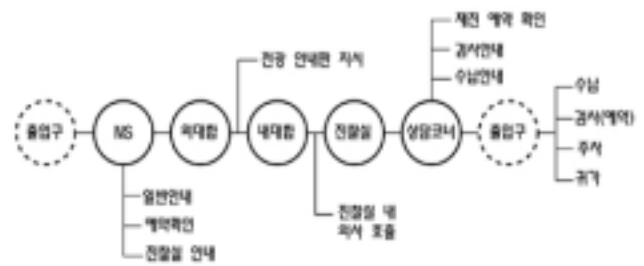 재진 예약 확인
검사안내
수납안내
전광 안내판 지시
출입구
NS
외대합
내대합
진찰실
상담코너
출입구
수납
검사(예약)
주사
귀가
일반안내
예약확인
진찰실 안내
진찰실 내
의사 호출